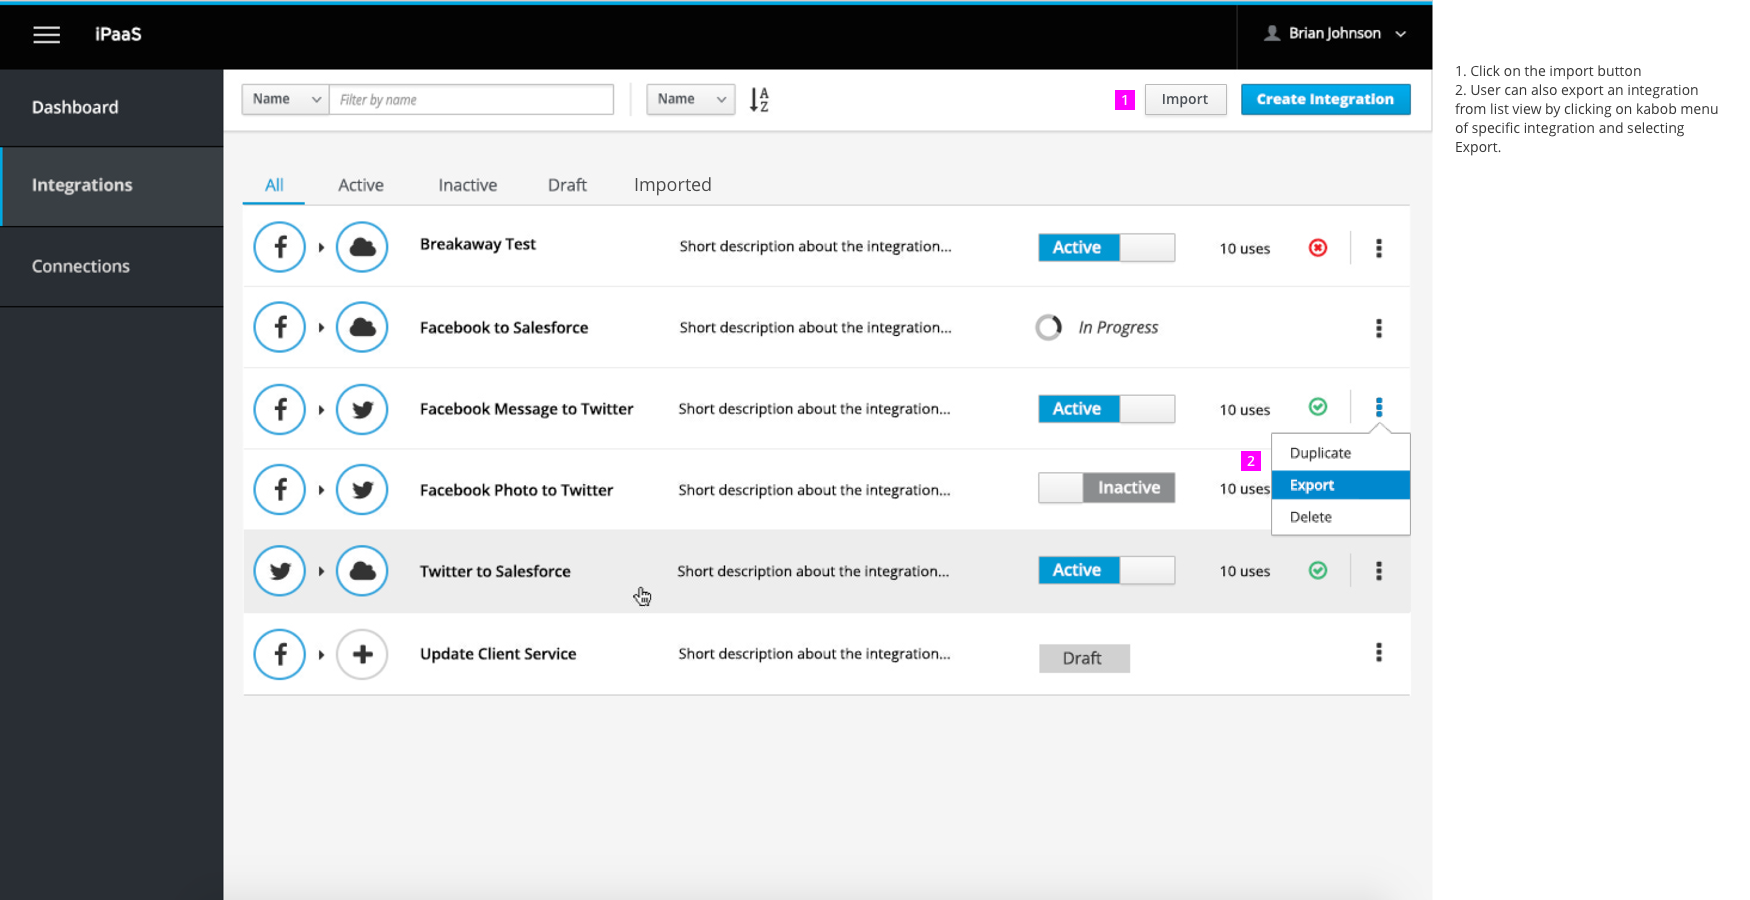 iPaaS
Brian Johnson
Dashboard
Integrations
Connections
Name
Filter by name
Name
A
Z
1
Import
Create Integration
All
Active
Inactive
Draft
Imported
Breakaway Test
Short description about the integration...
Active
10 uses
Facebook to Salesforce
Short description about the integration...
In Progress
Facebook Message to Twitter
Short description about the integration...
Active
10 uses
Facebook Photo to Twitter
Short description about the integration...
Inactive
10 uses
2
Duplicate
Export
Delete
Twitter to Salesforce
Short description about the integration...
Active
10 uses
Update Client Service
Short description about the integration...
Draft
1. Click on the import button
2. User can also export an integration
from list view by clicking on kabob menu
of specific integration and selecting
Export.